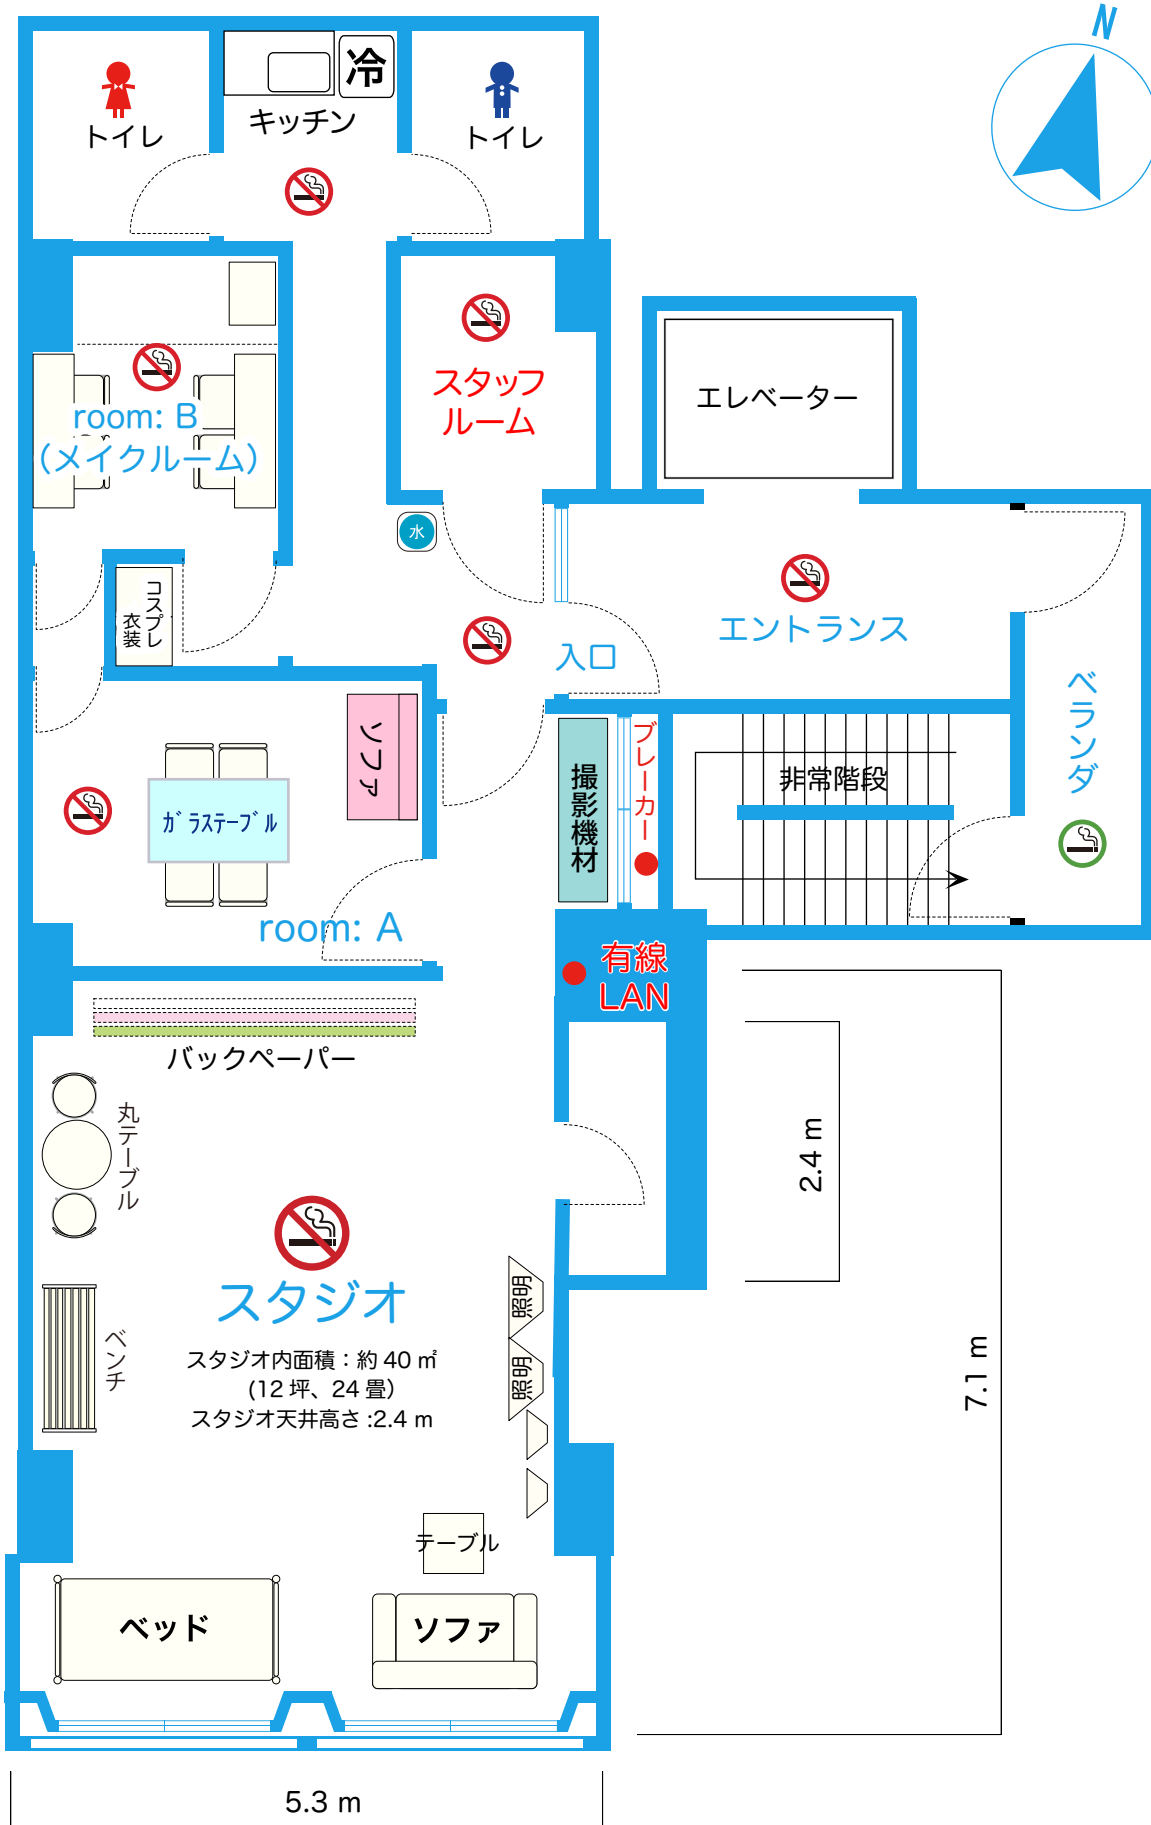 N
冷
トイレ
キッチン
トイレ
スタッフ
ルーム
エレベーター
room: B
(メイクルーム)
水
コスプレ
衣装
エントランス
入口
ベランダ
ソファ
ブレーカー
撮影機材
非常階段
ガラステーブル
room: A
有線
LAN
バックペーパー
丸テーブル
2.4 m
スタジオ
照明
ベンチ
スタジオ内面積：約 40 ㎡
(12 坪、24 畳)
スタジオ天井高さ :2.4 m
照明
7.1 m
テーブル
ベッド
ソファ
5.3 m